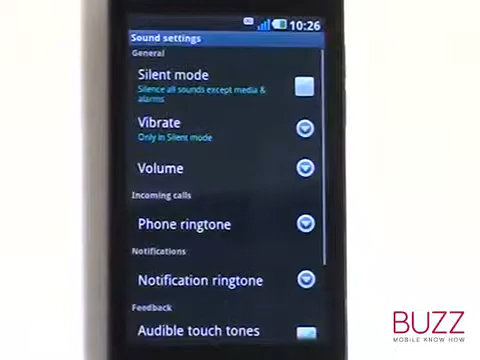 10:26
Sound settings
General
Silent mode
Silence all sounds except media &
alarms
Vibrate
Only in Silent mode
Volume
Incoming calls
Phone ringtone
Notifications
Notification ringtone
Feedback
Audible touch tones
BUZZ
MOBILE KNOW HOW